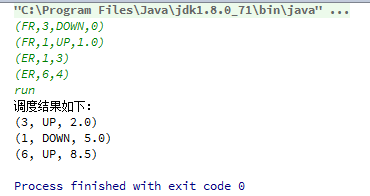 "C:\Program Files\Java\jdk1.8.0_71\bin\java" ...
(FR,3,DOWN,0)
(FR,1,UP,1.0)
(ER,1,3)
(ER,6,4)
run
调度结果如下:
(3, UP, 2.0)
(1, DOWN, 5.0)
(6, UP, 8.5)
Process finished with exit code 0